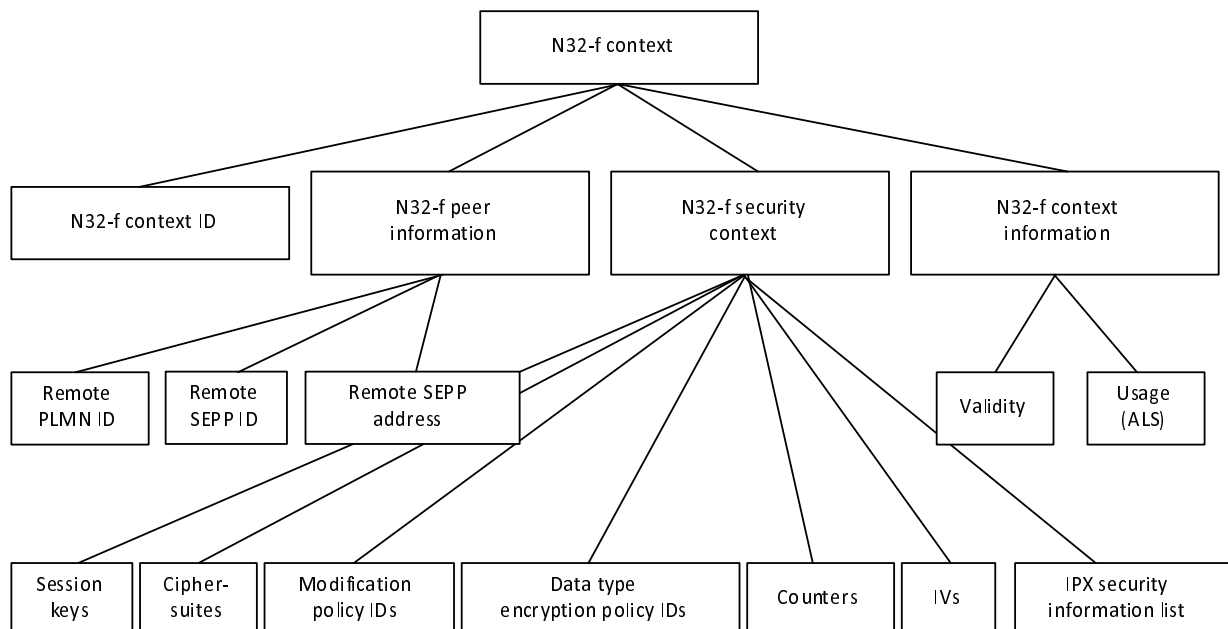 N32-f context
N32-f context ID
N32-f peer
information
N32-f security
context
N32-f context
information
Remote
PLMN ID
Remote
SEPP ID
Remote SEPP
address
Validity
Usage
(ALS)
Session
keys
Cipher-
suites
Modification
policy IDs
Data type
encryption policy IDs
Counters
IVs
IPX security
information list